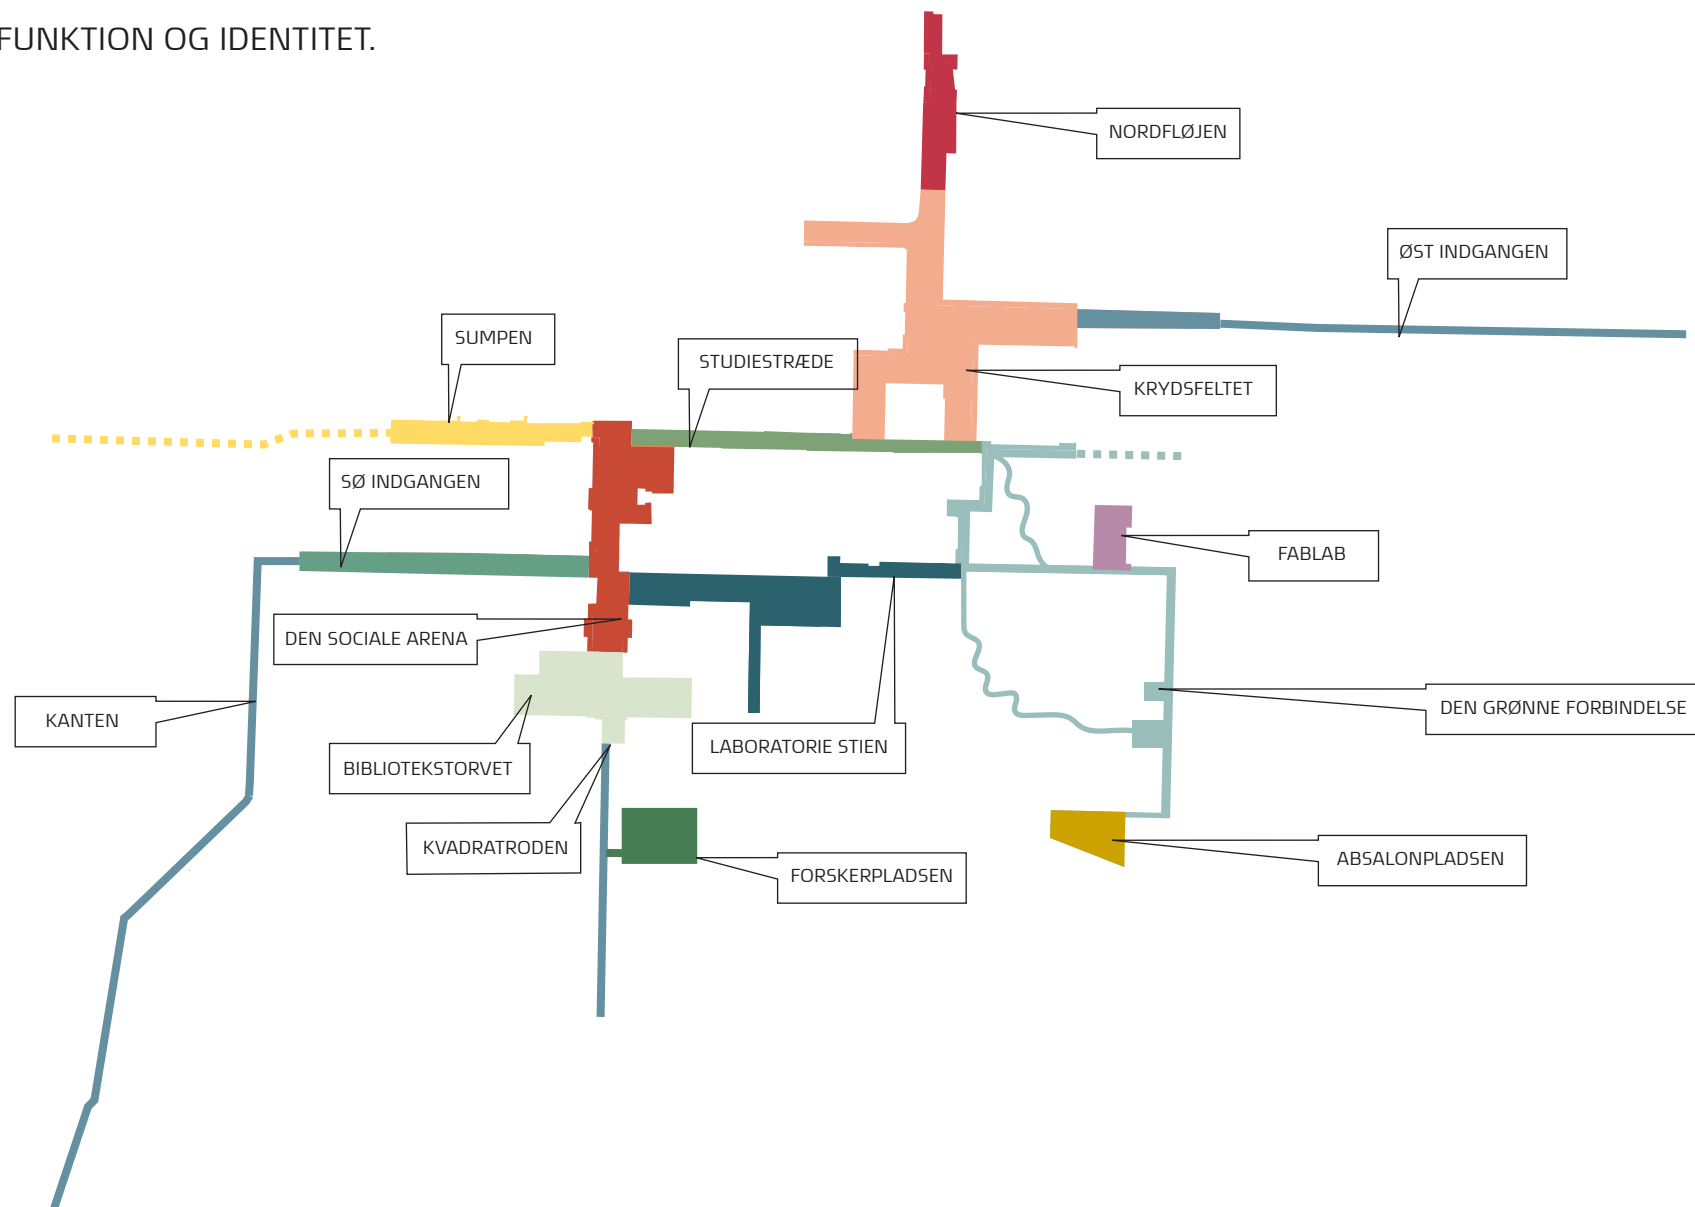 FUNKTION OG IDENTITET.
NORDFLØJEN
ØST INDGANGEN
SUMPEN
STUDIESTRÆDE
KRYDSFELTET
SØ INDGANGEN
FABLAB
DEN SOCIALE ARENA
KANTEN
DEN GRØNNE FORBINDELSE
LABORATORIE STIEN
BIBLIOTEKSTORVET
KVADRATRODEN
FORSKERPLADSEN
ABSALONPLADSEN